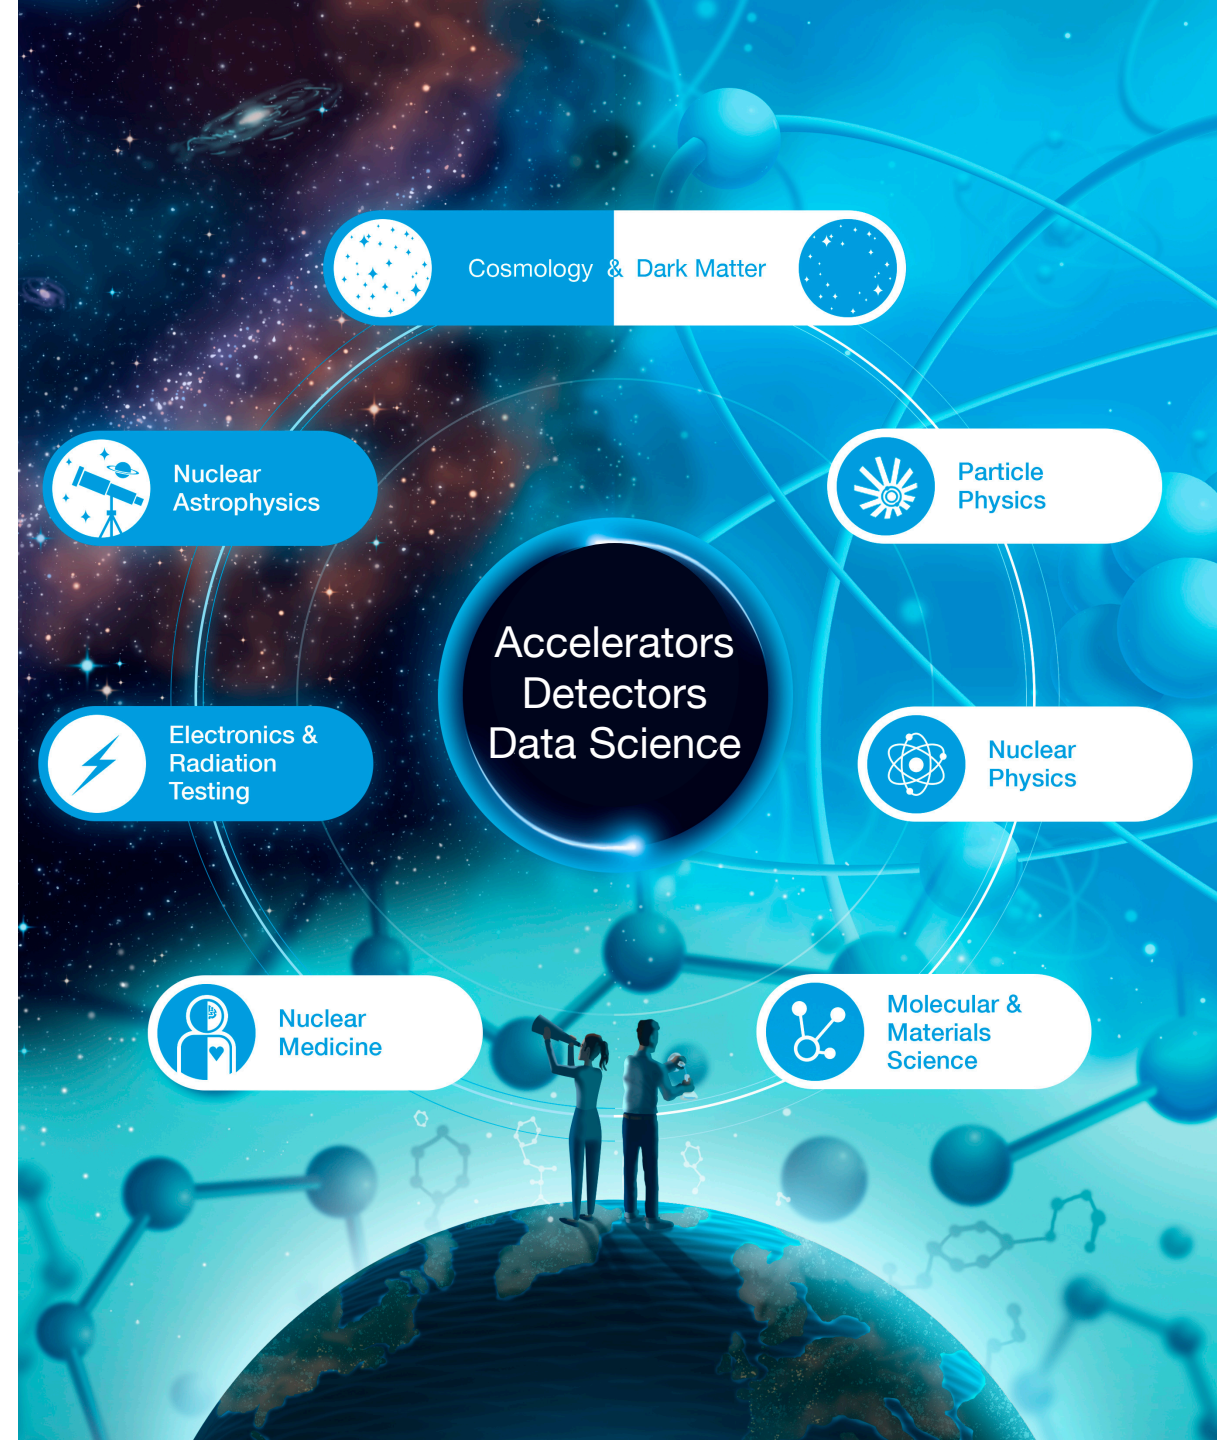 Cosmology & Dark Matter
Nuclear
Astrophysics
Particle
Physics
Accelerators
Detectors
Data Science
Electronics &
Radiation
Testing
Nuclear
Physics
Nuclear
Medicine
Molecular &
Materials
Science